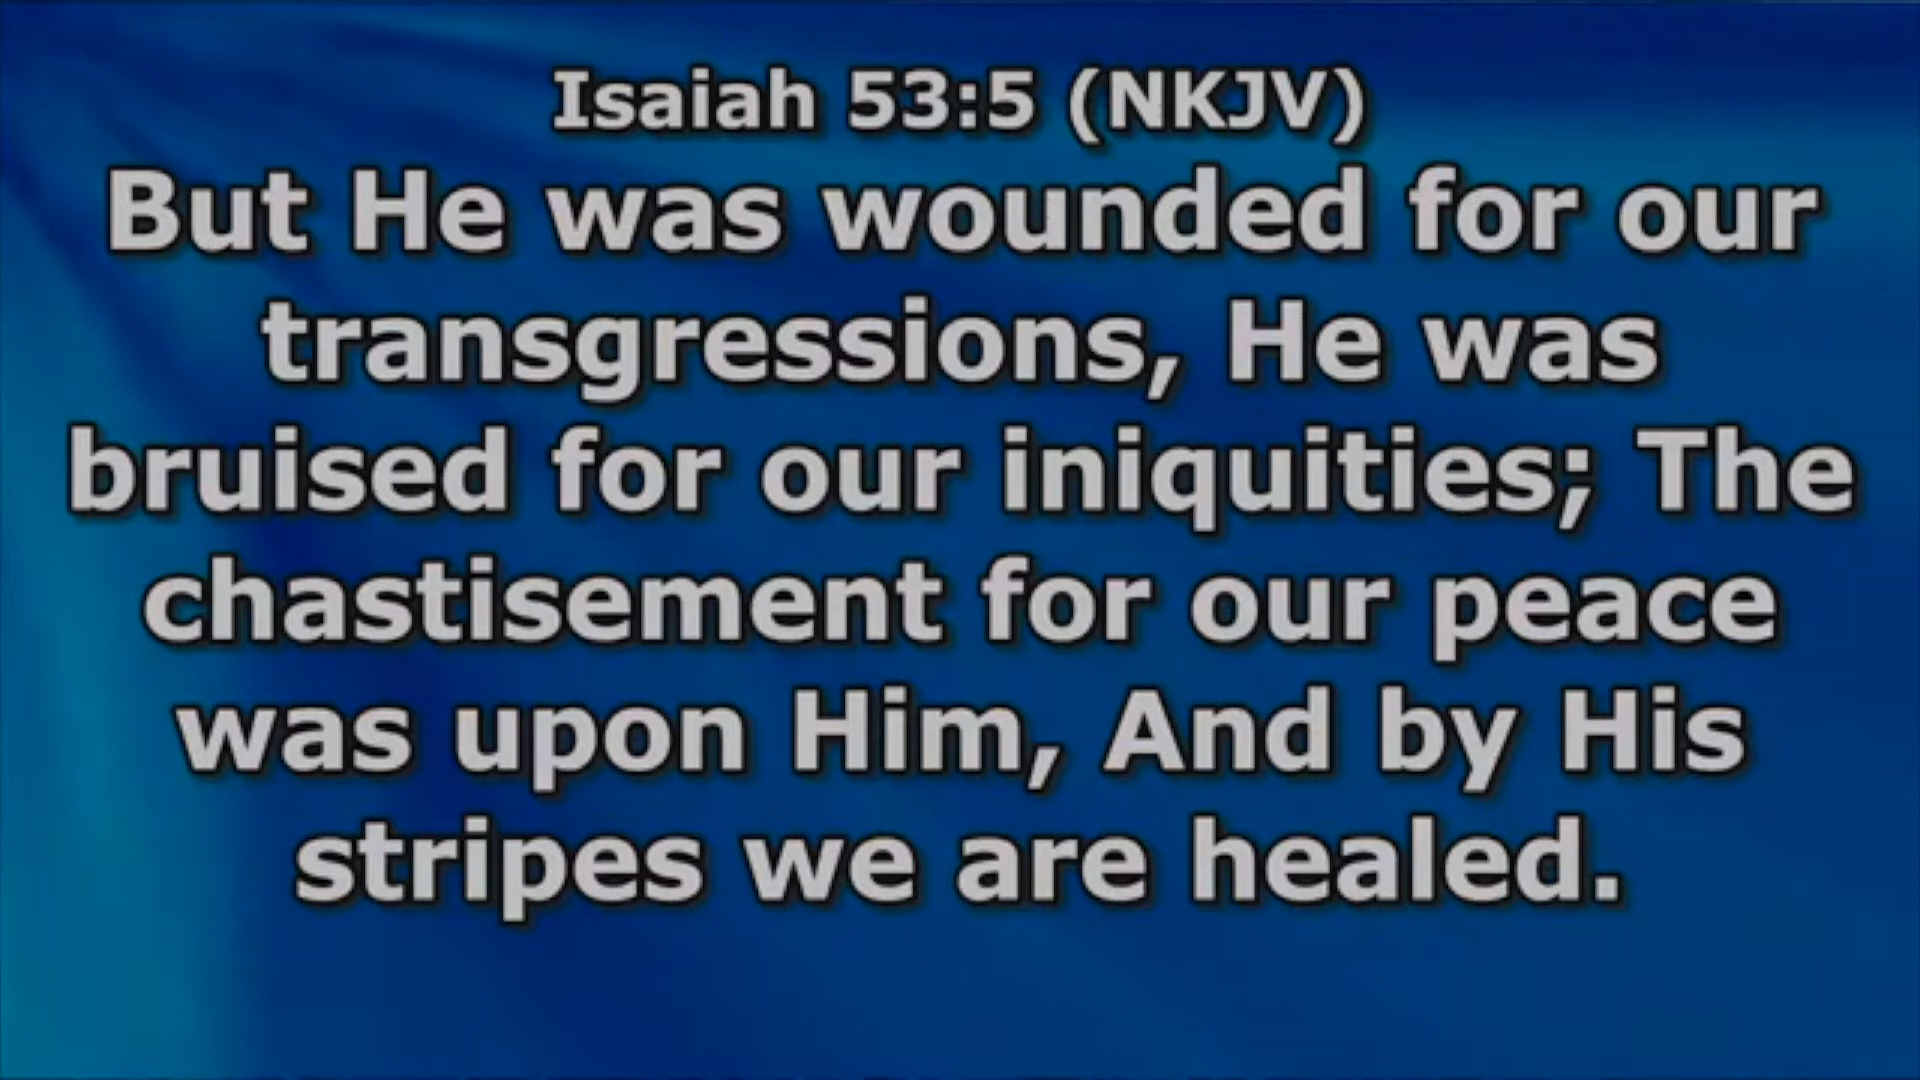 Isaiah 53:5 (NKJV)
But He was wounded for our
transgressions, He was
bruised for our iniquities; The
chastisement for our peace
was upon Him, And by His
stripes we are healed.